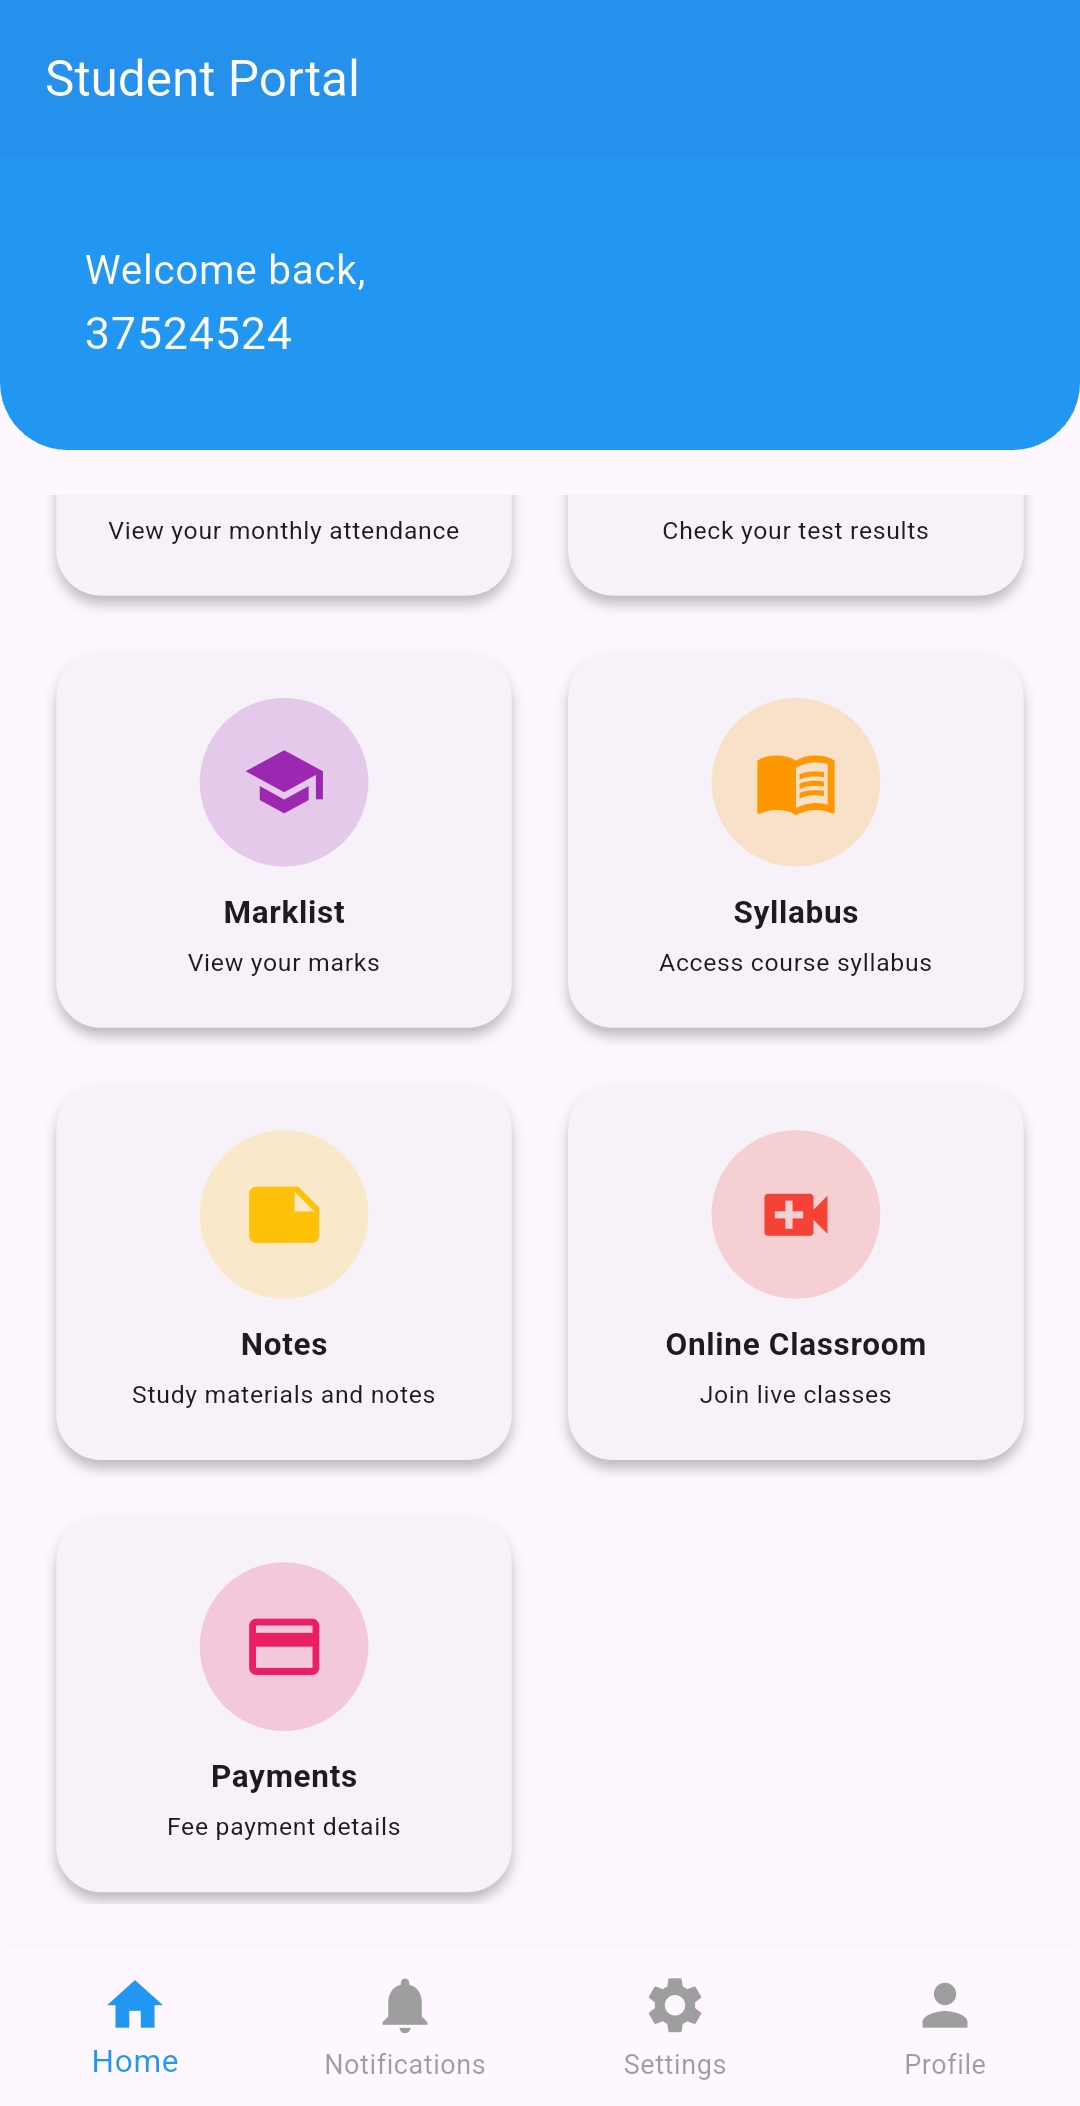 Student Portal
Welcome back,
37524524
View your monthly attendance
Check your test results
Marklist
View your marks
Syllabus
Access course syllabus
Notes
Study materials and notes
Online Classroom
Join live classes
Payments
Fee payment details
Home
Notifications
Settings
Profile